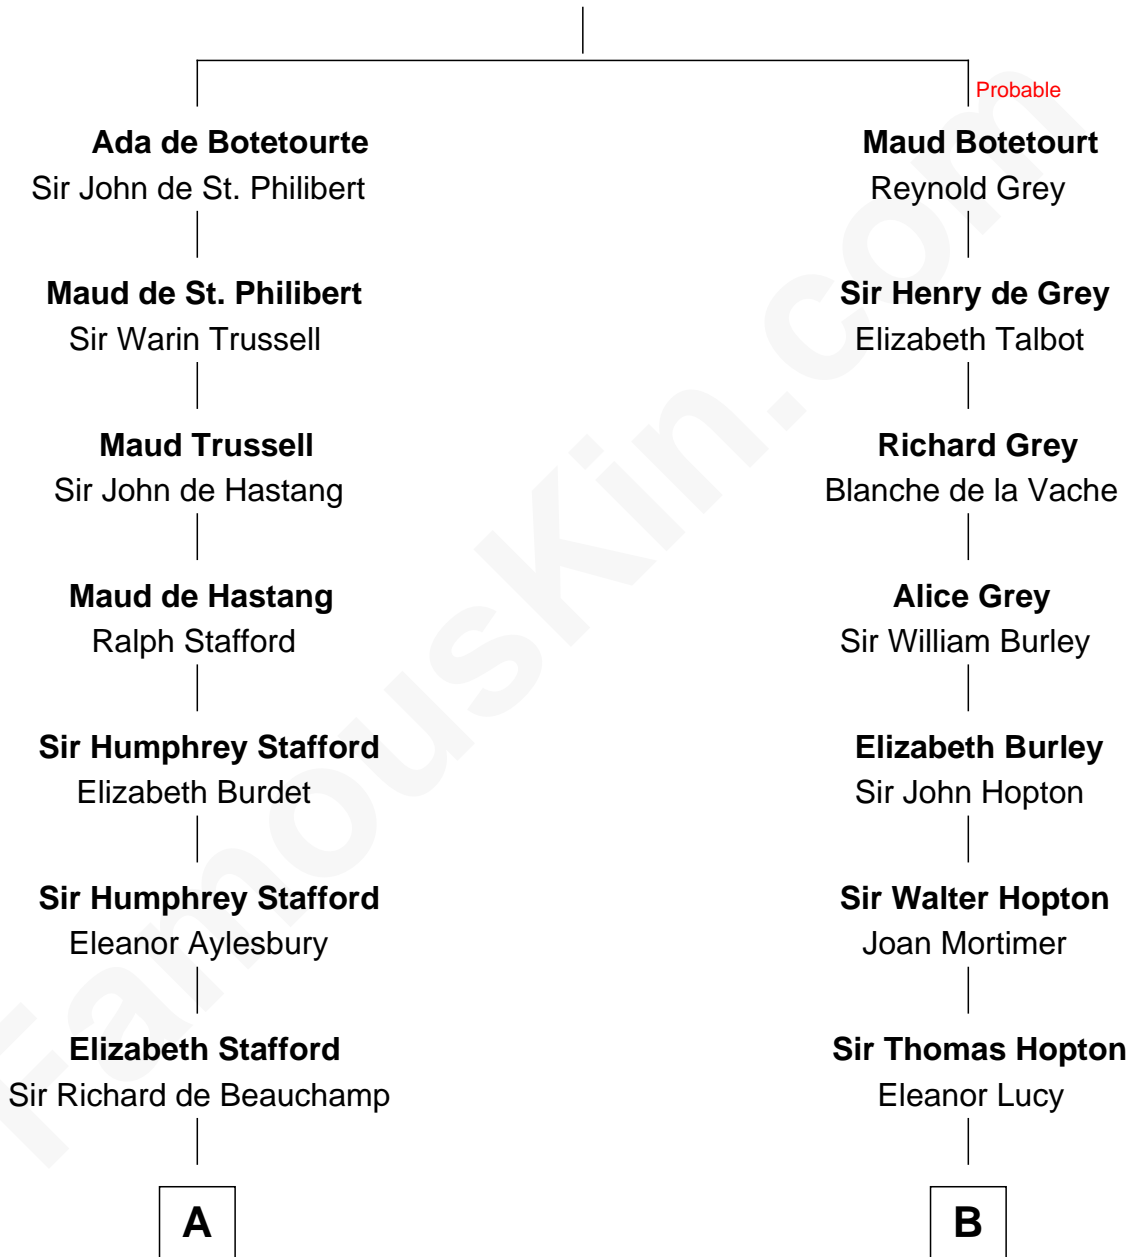 Probable
Ada de Botetourte
Sir John de St. Philibert
Maud Botetourt
Reynold Grey
Maud de St. Philibert
Sir Warin Trussell
Sir Henry de Grey
Elizabeth Talbot
Maud Trussell
Sir John de Hastang
Richard Grey
Blanche de la Vache
Maud de Hastang
Ralph Stafford
Alice Grey
Sir William Burley
Sir Humphrey Stafford
Elizabeth Burdet
Elizabeth Burley
Sir John Hopton
Sir Humphrey Stafford
Eleanor Aylesbury
Sir Walter Hopton
Joan Mortimer
Elizabeth Stafford
Sir Richard de Beauchamp
Sir Thomas Hopton
Eleanor Lucy
A
B
FamousKin.com